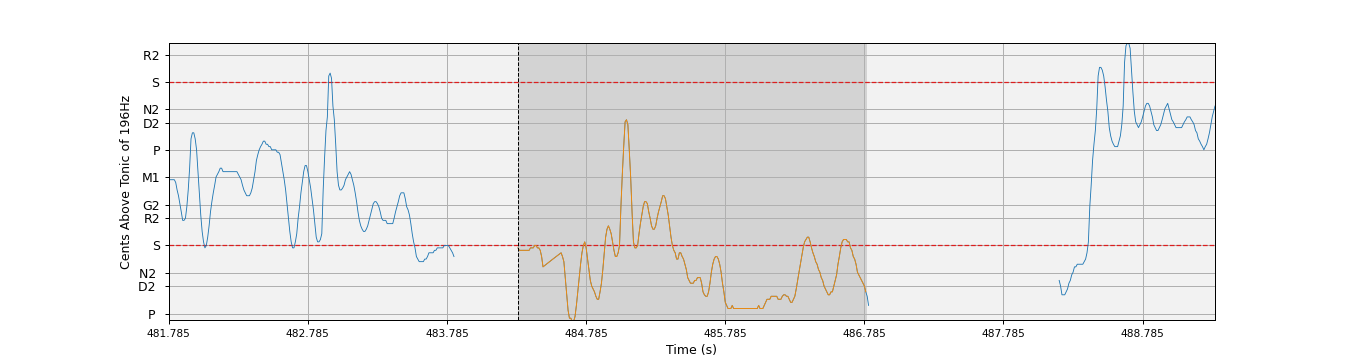 R2
S
N2
D2
P
M1
G2
R2
S
N2
D2
P
Cents Above Tonic of 196Hz
481.785 482.785 483.785 484.785 485.785 486.785 487.785 488.785
Time (s)